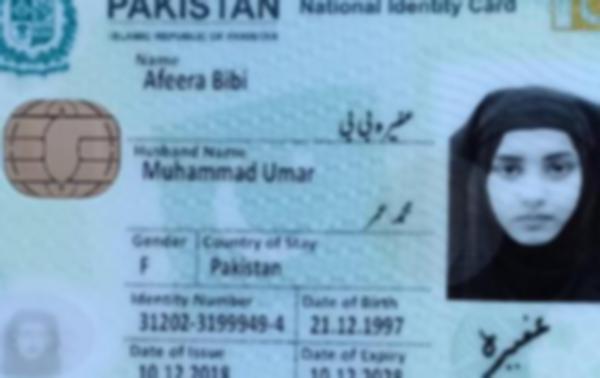 PAKISTAN National Identity Card
ISLAMIC REPUBLIC OF PAKISTAN
Name
Afeera Bibi
عفیرہ بی بی
Husband Name
Muhammad Umar
محمد عمر
Gender Country of Stay
F Pakistan
Identity Number Date of Birth
31202-3199949-4 21.12.1997
Date of Issue Date of Expiry
10.12.2018 10.12.2028
عفیرہ